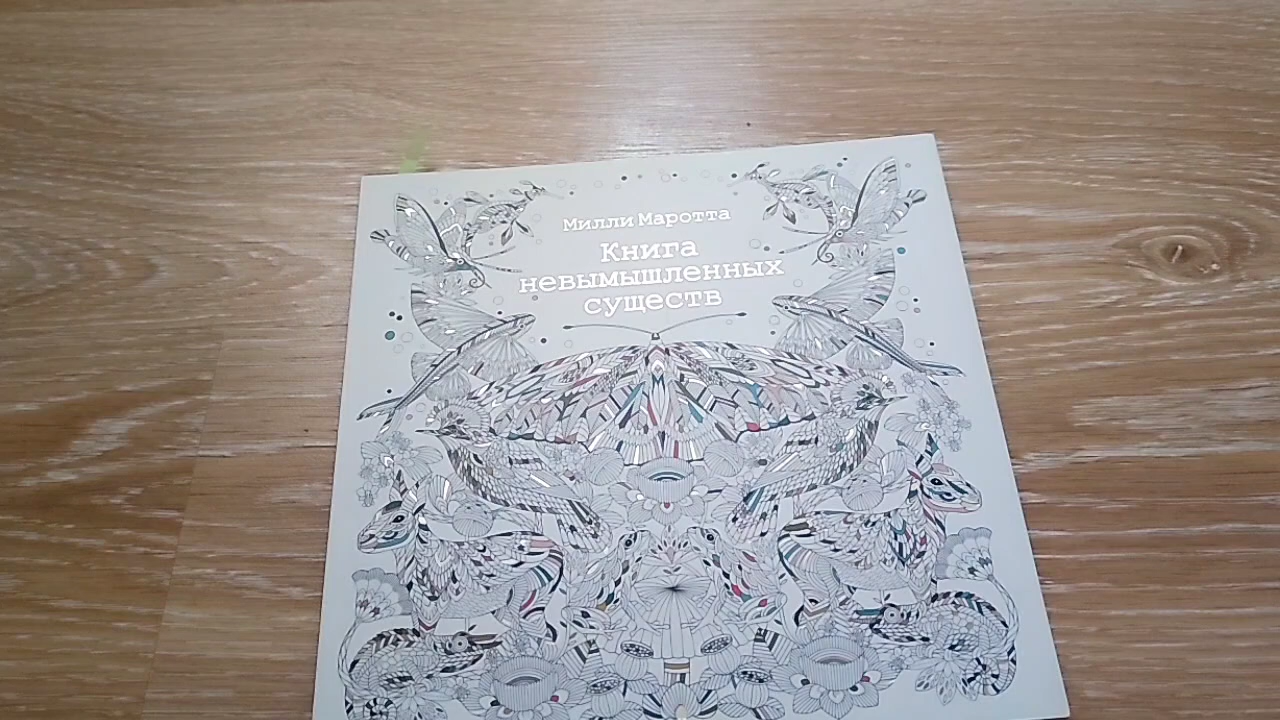 Милли Маротта
Книга
невымышленных
существ